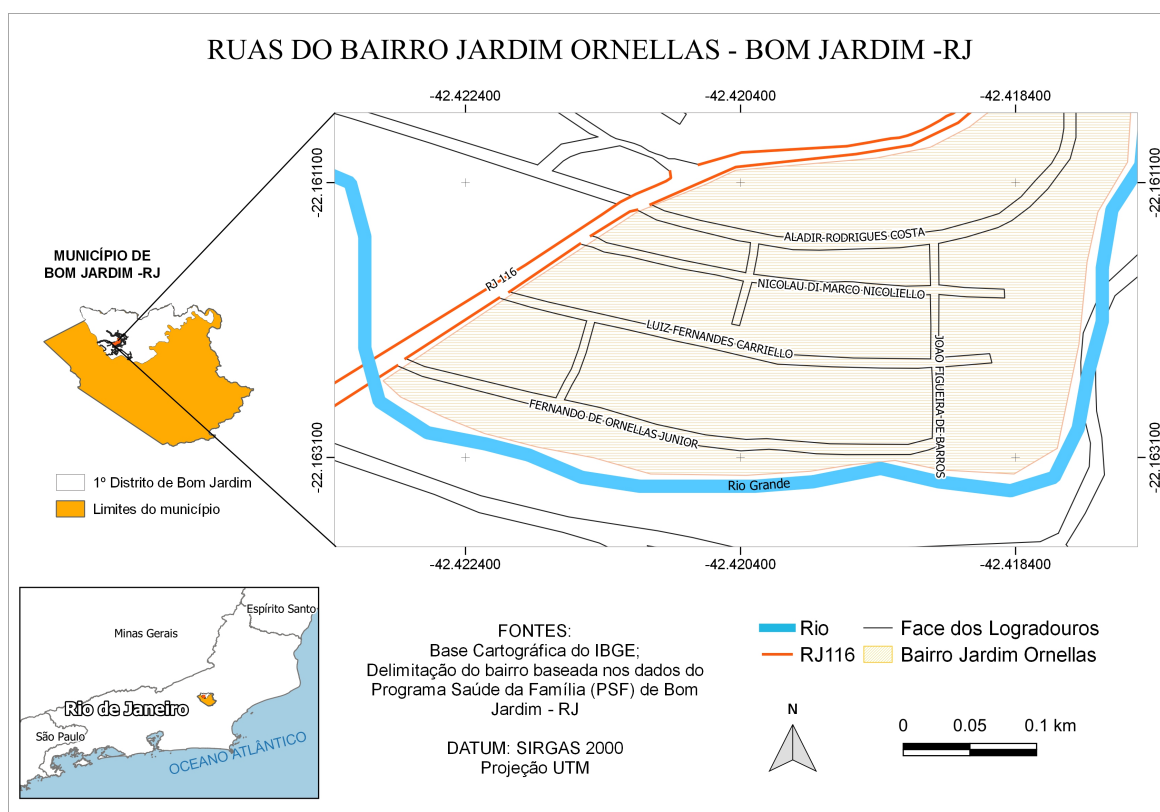 RUAS DO BAIRRO JARDIM ORNELLAS - BOM JARDIM -RJ
-42.422400
-42.420400
-42.418400
-22.161100
-22.161100
ALADIR-RODRIGUES COSTA
MUNICÍPIO DE
BOM JARDIM -RJ
RJ-116
NICOLAU-DI-MARCO-NICOLIELLO
LUIZ-FERNANDES CARRIELLO
JOAO FIGUEIRA-DE-BARROS
FERNANDO-DE-ORNELLAS-JUNIOR
-22.163100
-22.163100
Rio Grande
1º Distrito de Bom Jardim
Limites do município
-42.422400
-42.420400
-42.418400
Espírito Santo
Minas Gerais
Rio de Janeiro
São Paulo
OCEANO ATLÂNTICO
FONTES:
Base Cartográfica do IBGE;
Delimitação do bairro baseada nos dados do
Programa Saúde da Família (PSF) de Bom
Jardim - RJ
DATUM: SIRGAS 2000
Projeção UTM
Rio
Face dos Logradouros
RJ116
Bairro Jardim Ornellas
N
0 0.05 0.1 km